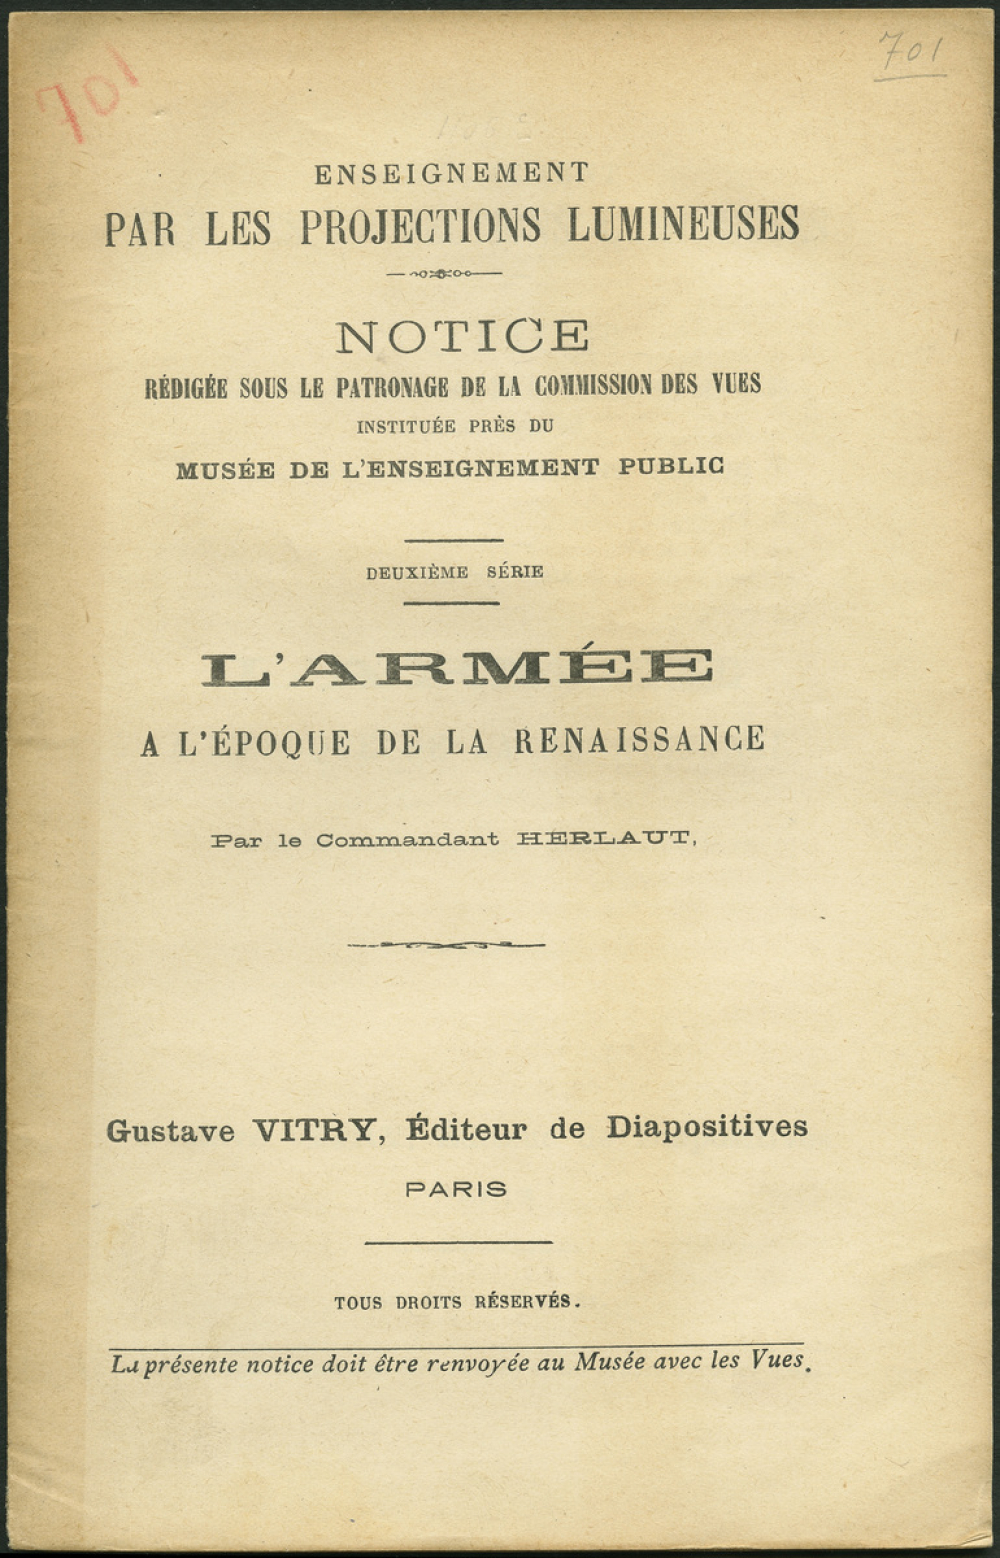 701
701
ENSEIGNEMENT
PAR LES PROJECTIONS LUMINEUSES
NOTICE
RÉDIGÉE SOUS LE PATRONAGE DE LA COMMISSION DES VUES
INSTITUÉE PRÈS DU
MUSÉE DE L'ENSEIGNEMENT PUBLIC
DEUXIÈME SÉRIE
L'ARMÉE
A L'ÉPOQUE DE LA RENAISSANCE
Par le Commandant HERLAUT,
Gustave VITRY, Éditeur de Diapositives
PARIS
TOUS DROITS RÉSERVÉS.
La présente notice doit être renvoyée au Musée avec les Vues.